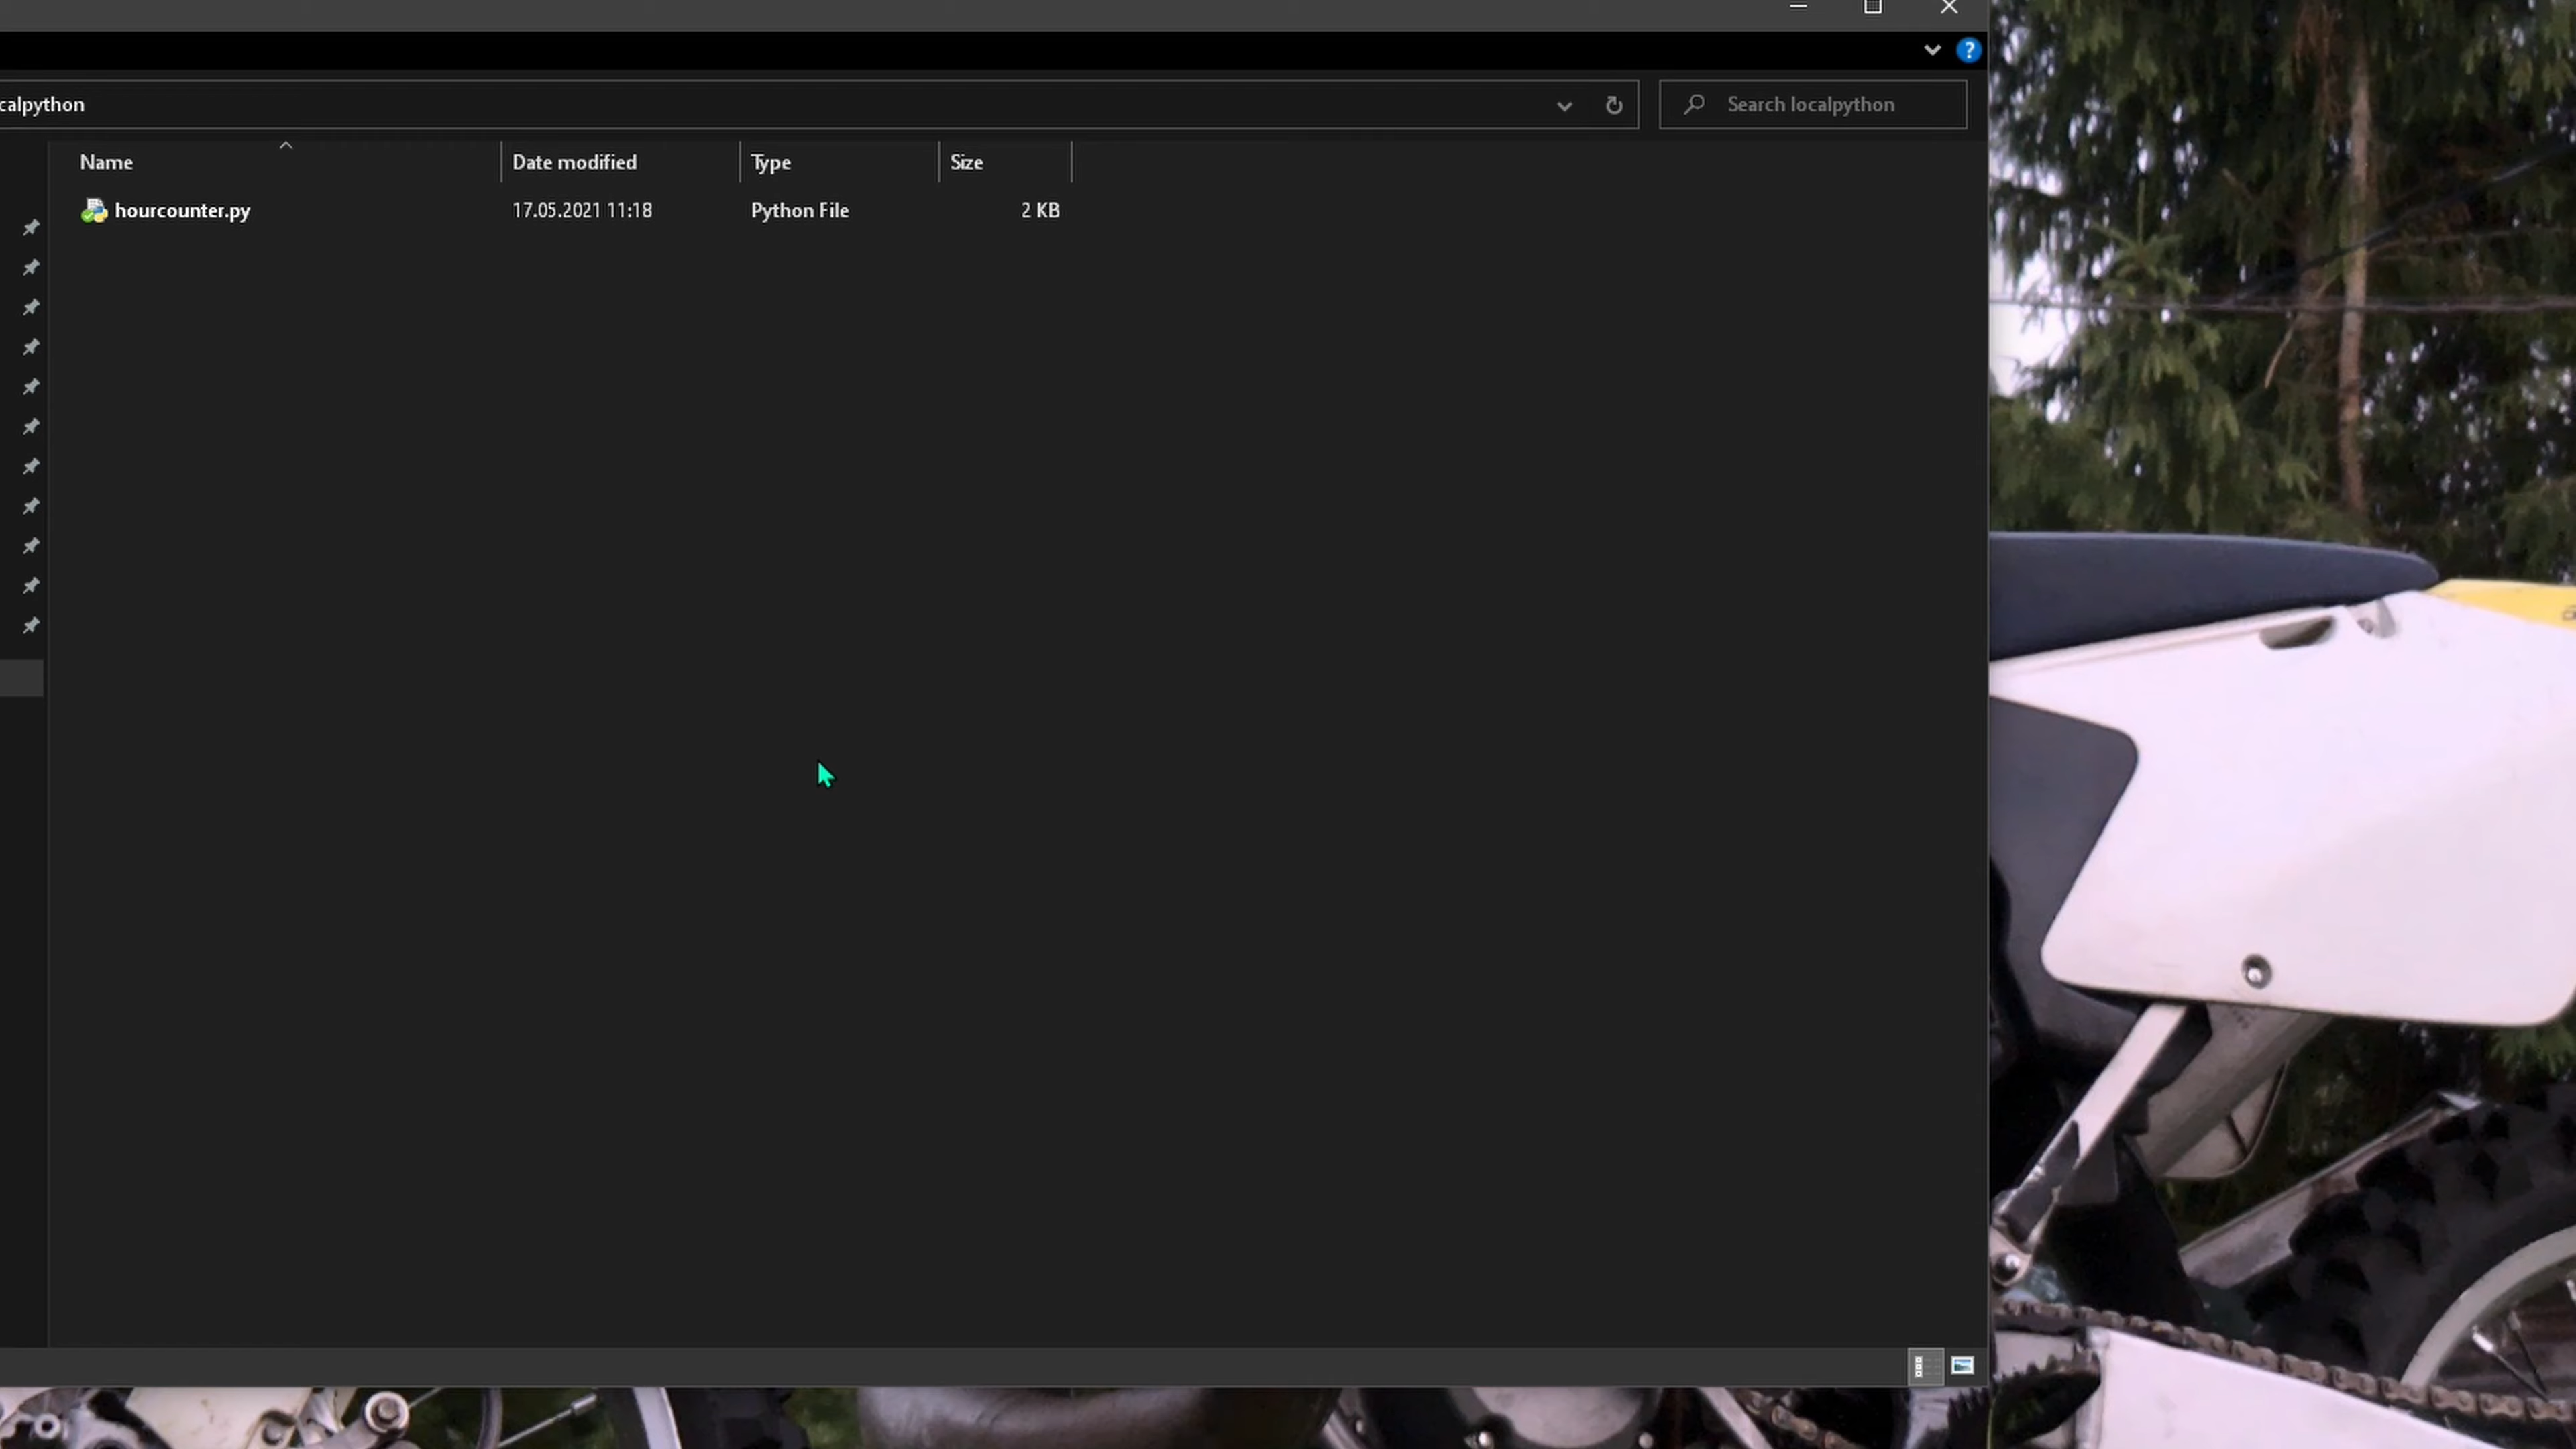 calpython
Search localpython
Name Date modified Type Size
hourcounter.py 17.05.2021 11:18 Python File 2 KB